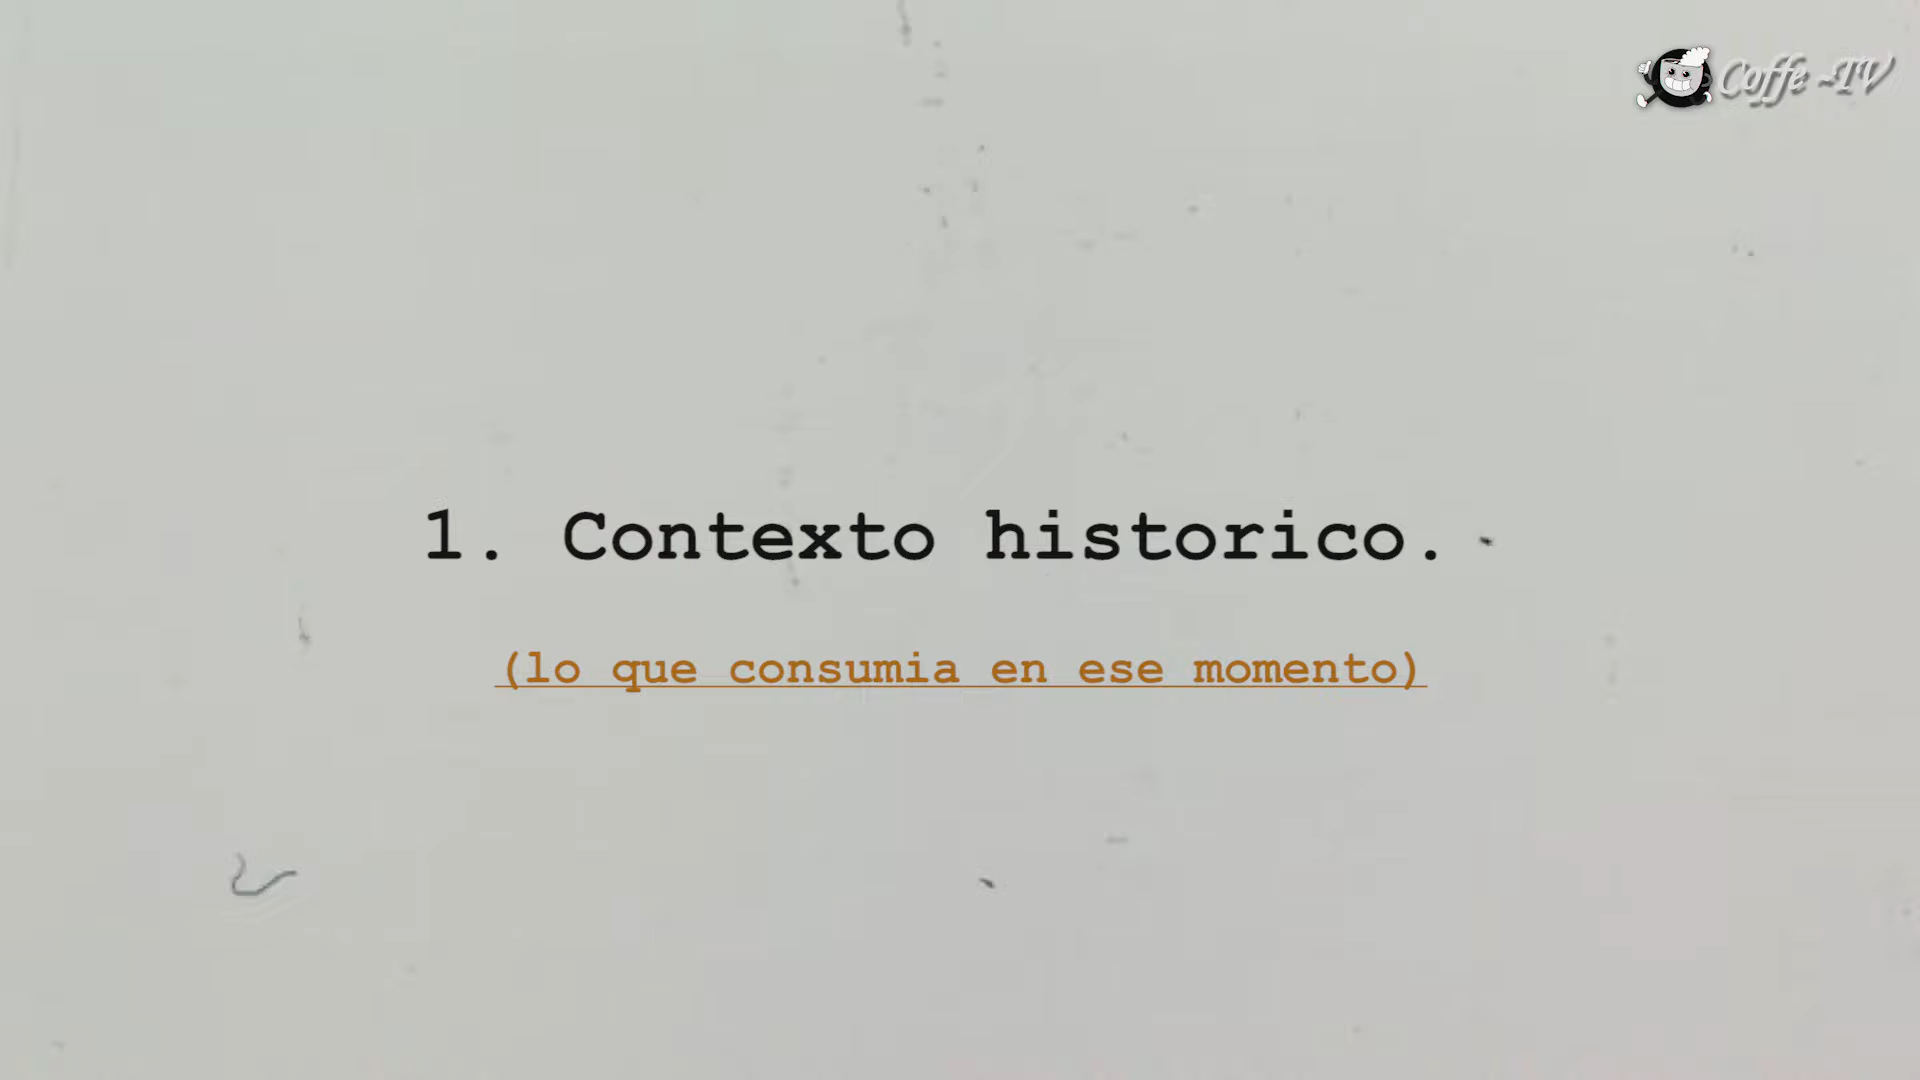 Coffe ~TV
1. Contexto historico.
(lo que consumia en ese momento)